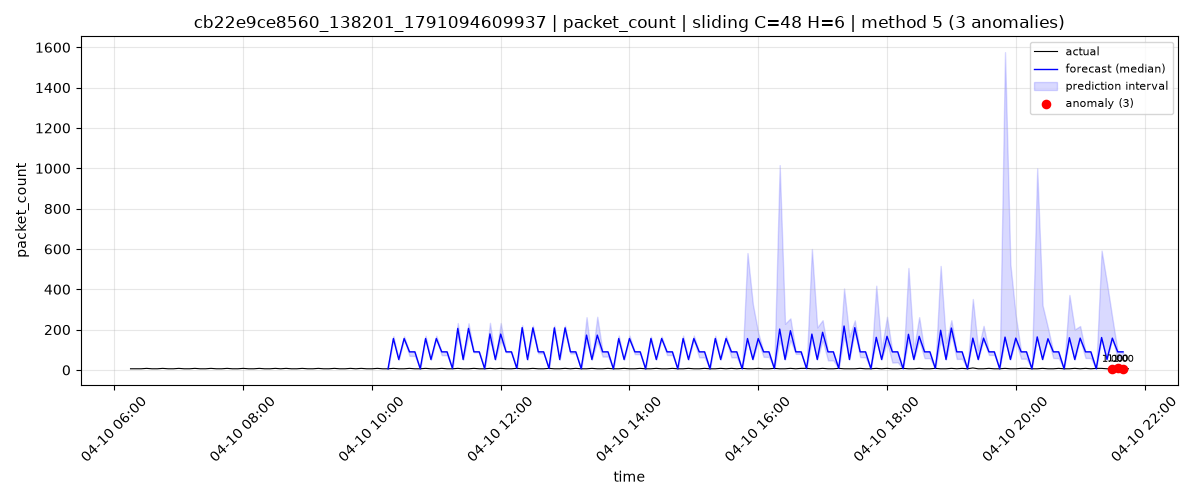 cb22e9ce8560_138201_1791094609937 | packet_count | sliding C=48 H=6 | method 5 (3 anomalies)
packet_count
1600
1400
1200
1000
800
600
400
200
0
actual
forecast (median)
prediction interval
anomaly (3)
04-10 06:00
04-10 08:00
04-10 10:00
04-10 12:00
04-10 14:00
04-10 16:00
04-10 18:00
04-10 20:00
04-10 22:00
time